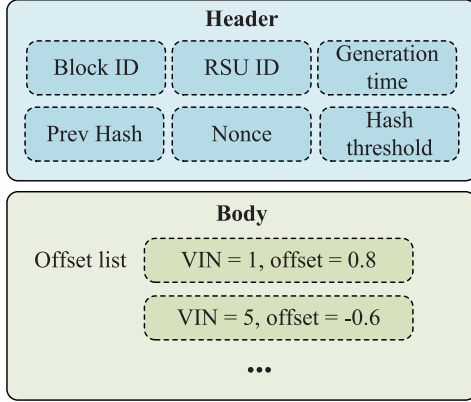 Header
Block ID
RSU ID
Generation
time
Prev Hash
Nonce
Hash
threshold
Body
Offset list
VIN = 1, offset = 0.8
VIN = 5, offset = -0.6
...